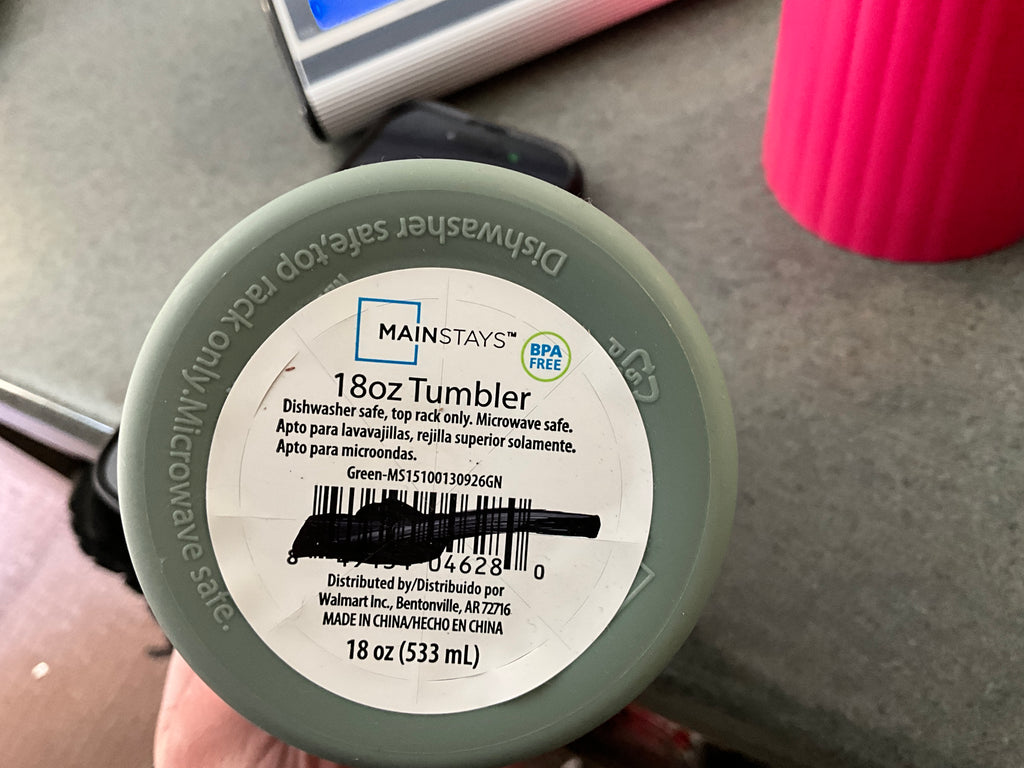 Dishwasher safe,top rack only.Microwave safe.
MAINSTAYS™
BPA
FREE
18oz Tumbler
Dishwasher safe, top rack only. Microwave safe.
Apto para lavavajillas, rejilla superior solamente.
Apto para microondas.
Green-MS15100130926GN
8 04628 0
Distributed by/Distribuido por
Walmart Inc., Bentonville, AR 72716
MADE IN CHINA/HECHO EN CHINA
18 oz (533 mL)